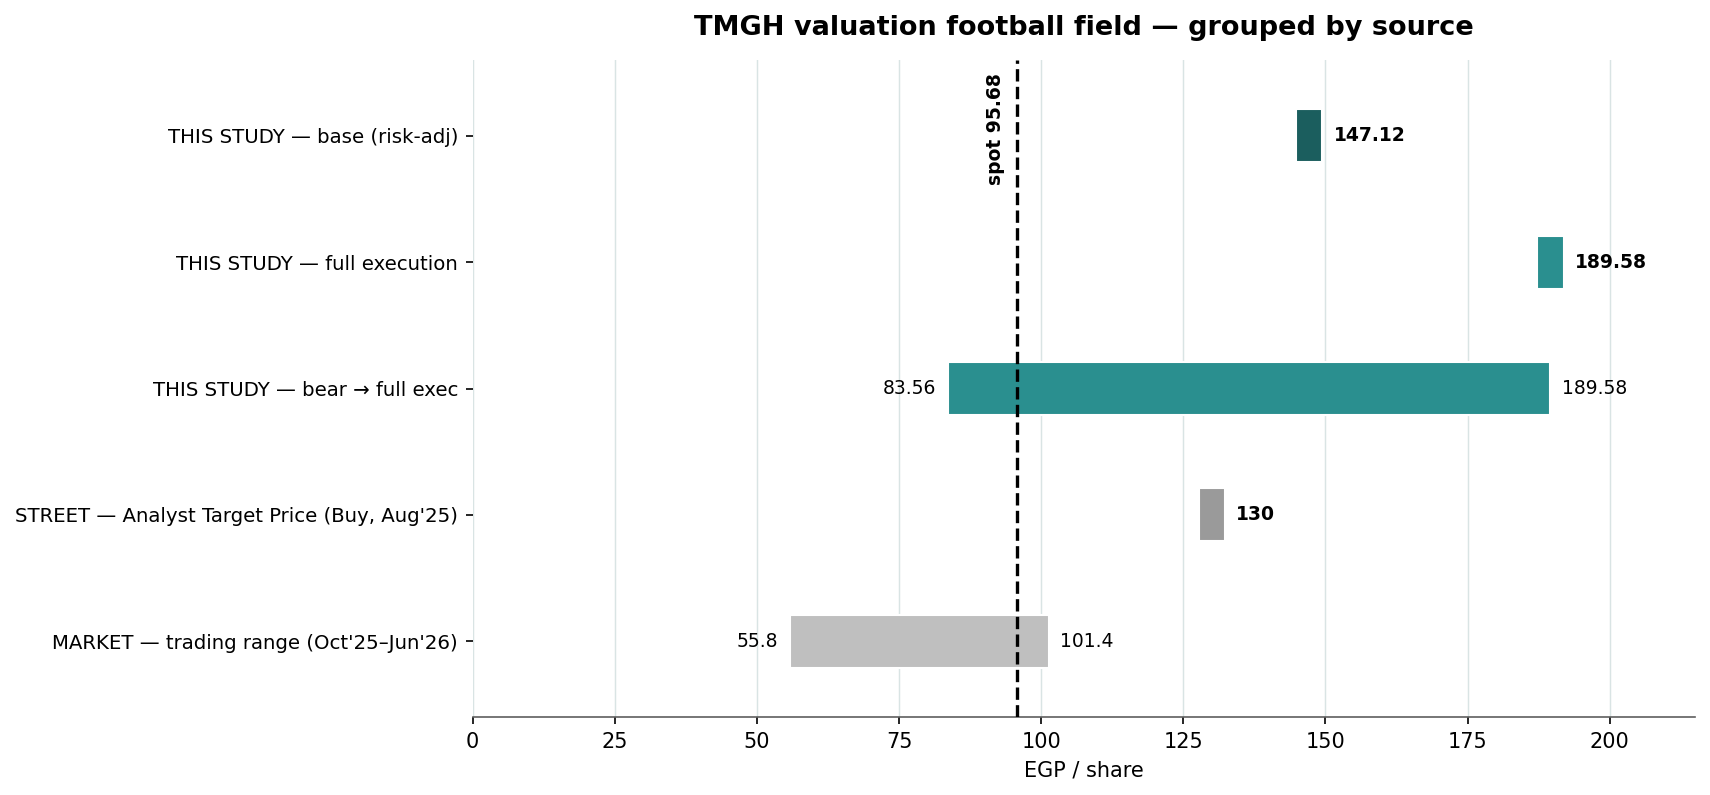 TMGH valuation football field — grouped by source
spot 95.68
THIS STUDY — base (risk-adj)
147.12
THIS STUDY — full execution
189.58
THIS STUDY — bear → full exec
83.56
189.58
STREET — Analyst Target Price (Buy, Aug'25)
130
MARKET — trading range (Oct'25–Jun'26)
55.8
101.4
0 25 50 75 100 125 150 175 200
EGP / share